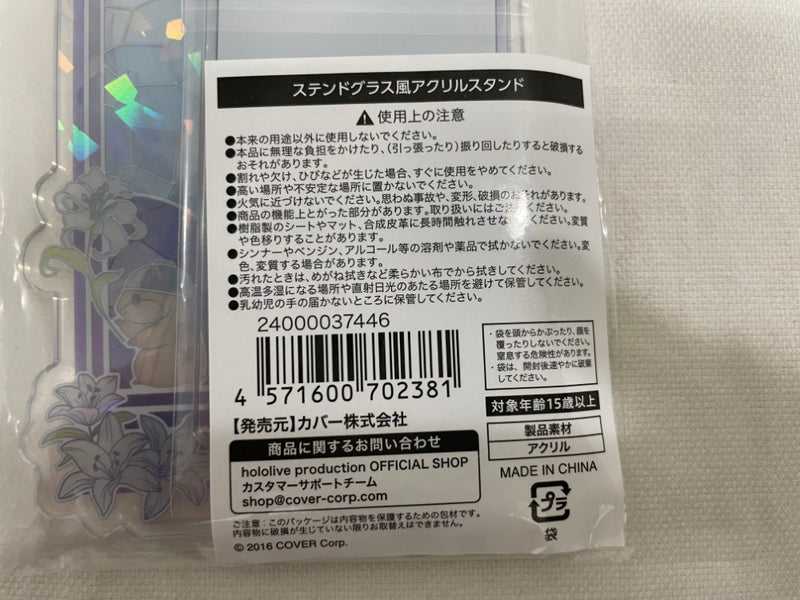 ステンドグラス風アクリルスタンド
使用上の注意
●本来の用途以外に使用しないでください。
●本品に無理な負担をかけたり、(引っ張ったり)振り回したりすると破損する
おそれがあります。
●割れや欠け、ひびなどが生じた場合、すぐに使用をやめてください。
●高い場所や不安定な場所に置かないでください。
●火気に近づけないでください。思わぬ事故や、変形、破損のおそれがあります。
●商品の機能上とがった部分があります。取り扱いにはご注意ください。
●樹脂製のシートやマット、合成皮革に長時間触れさせないでください。変質
や色移りすることがあります。
●シンナーやベンジン、アルコール等の溶剤や薬品で拭かないでください。変
色、変質する場合があります。
●汚れたときは、めがね拭きなど柔らかい布でから拭きしてください。
●高温多湿になる場所や直射日光のあたる場所を避けて保管してください。
●乳幼児の手の届かないところに保管してください。
24000037446
4 571600 702381
【発売元】カバー株式会社
商品に関するお問い合わせ
hololive production OFFICIAL SHOP
カスタマーサポートチーム
shop@cover-corp.com
ご注意：このパッケージは内容物を保護するための包材です。
内容物に破損が生じていない限りお取替えはできません。
© 2016 COVER Corp.
・袋を頭からかぶったり、顔を
覆ったりしないでください。
窒息する危険性があります。
・袋は、開封後速やかに破棄
してください。
対象年齢15歳以上
製品素材
アクリル
MADE IN CHINA
プラ
袋